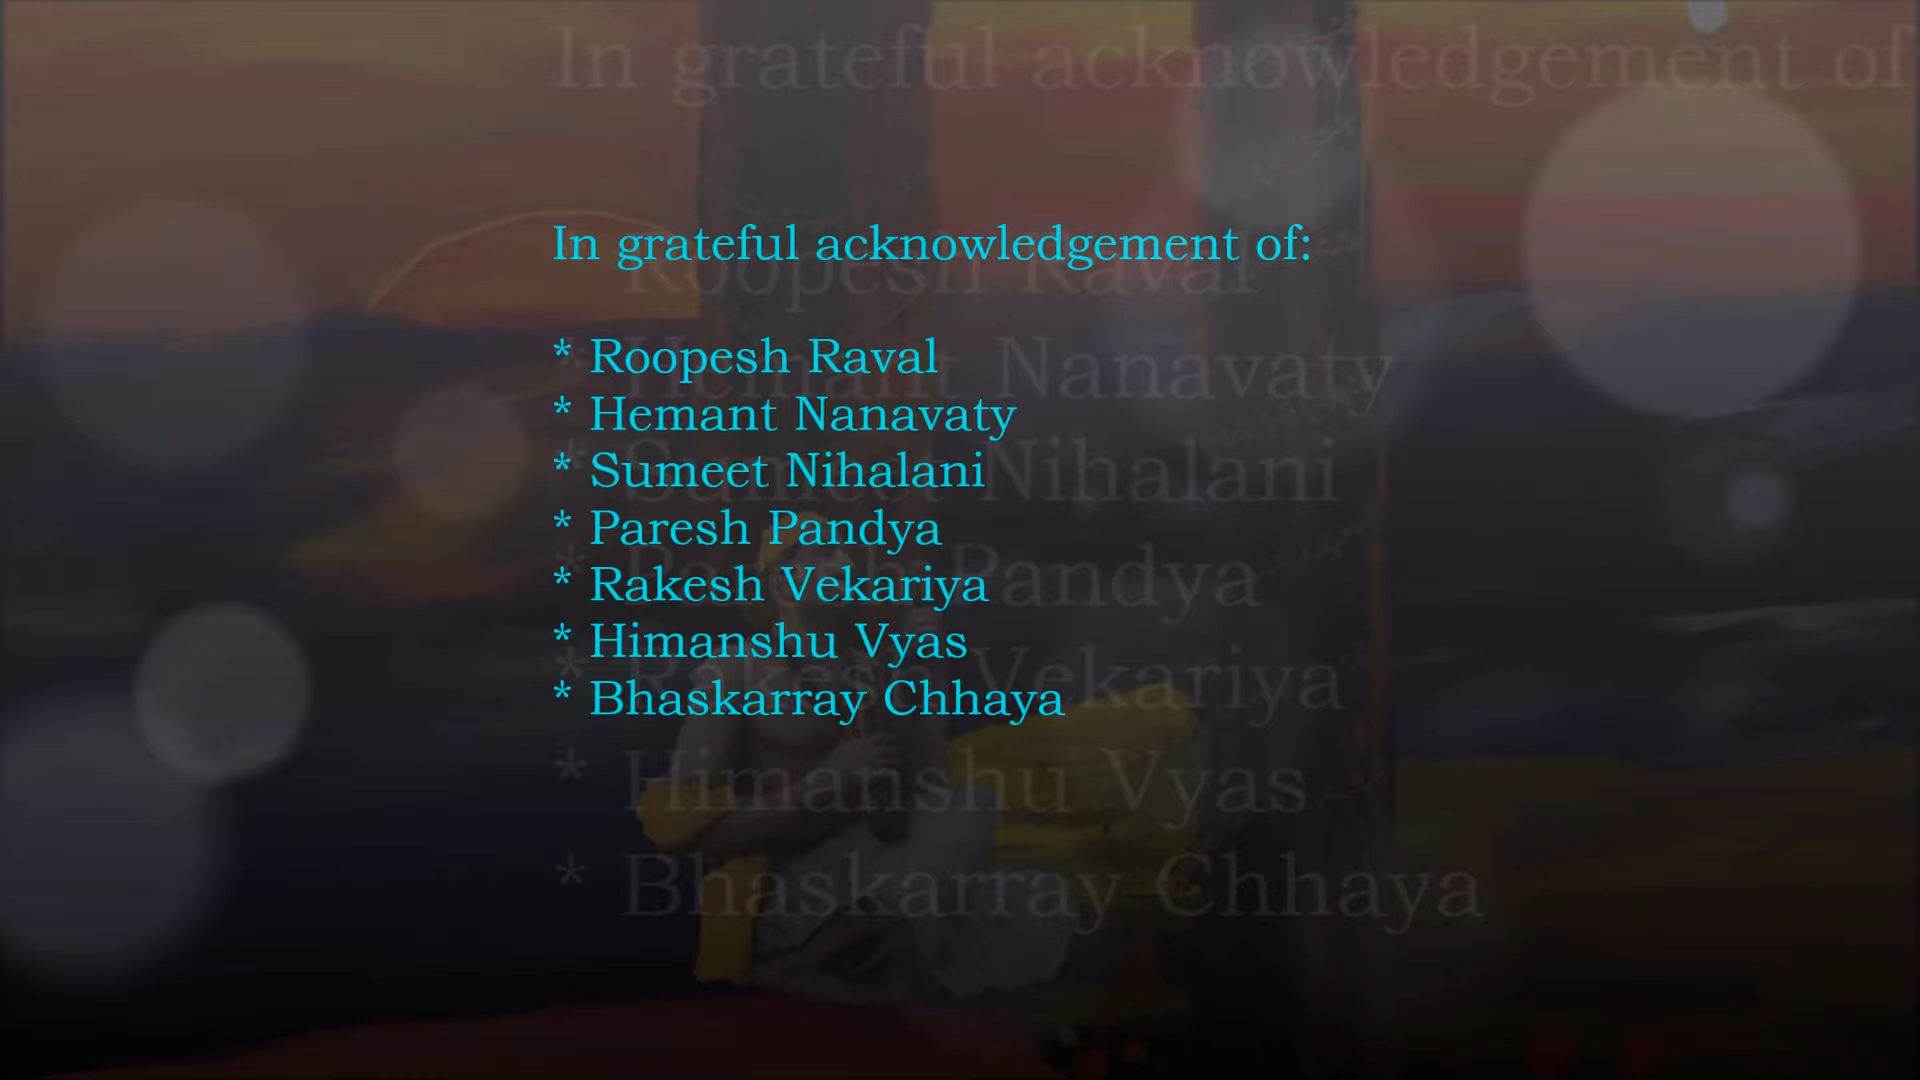 In grateful acknowledgement of:
* Roopesh Raval
* Hemant Nanavaty
* Sumeet Nihalani
* Paresh Pandya
* Rakesh Vekariya
* Himanshu Vyas
* Bhaskarray Chhaya